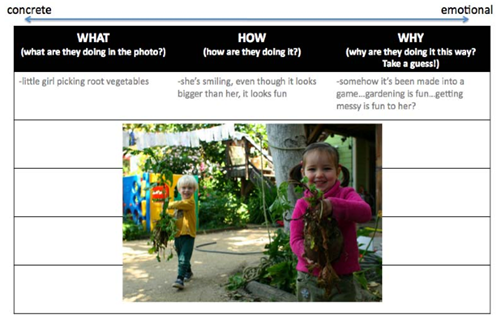 concrete
emotional
WHAT
(what are they doing in the photo?)
HOW
(how are they doing it?)
WHY
(why are they doing it this way?
Take a guess!)
-little girl picking root vegetables
-she's smiling, even though it looks
bigger than her, it looks fun
-somehow it's been made into a
game...gardening is fun...getting
messy is fun to her?